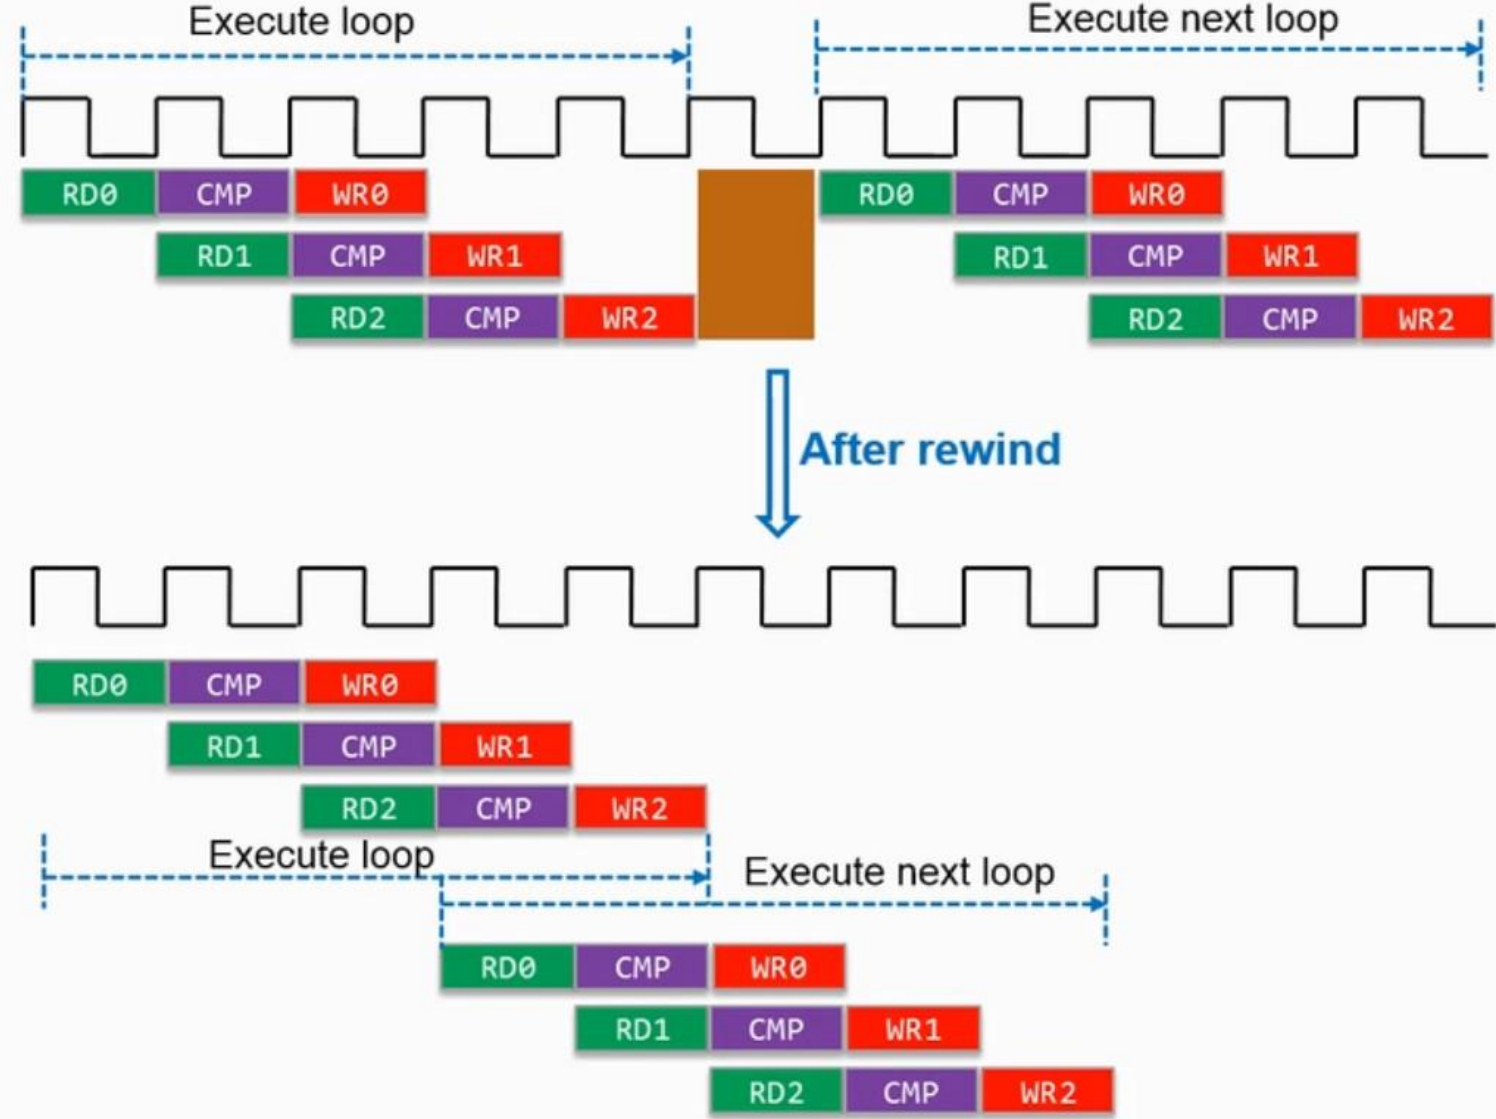 Execute loop
Execute next loop
RD0 CMP WR0 RD0 CMP WR0
RD1 CMP WR1 RD1 CMP WR1
RD2 CMP WR2 RD2 CMP WR2
After rewind
RD0 CMP WR0
RD1 CMP WR1
RD2 CMP WR2
Execute loop
Execute next loop
RD0 CMP WR0
RD1 CMP WR1
RD2 CMP WR2